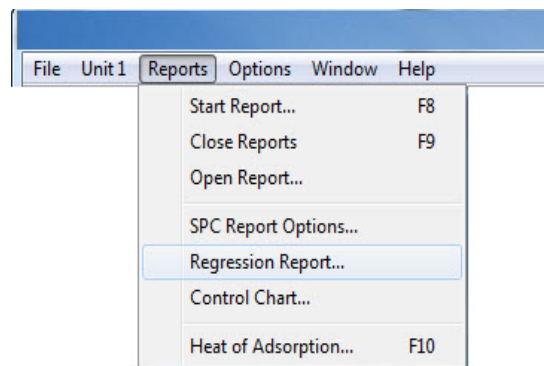 File Unit 1 Reports Options Window Help
Start Report... F8
Close Reports F9
Open Report...
SPC Report Options...
Regression Report...
Control Chart...
Heat of Adsorption... F10